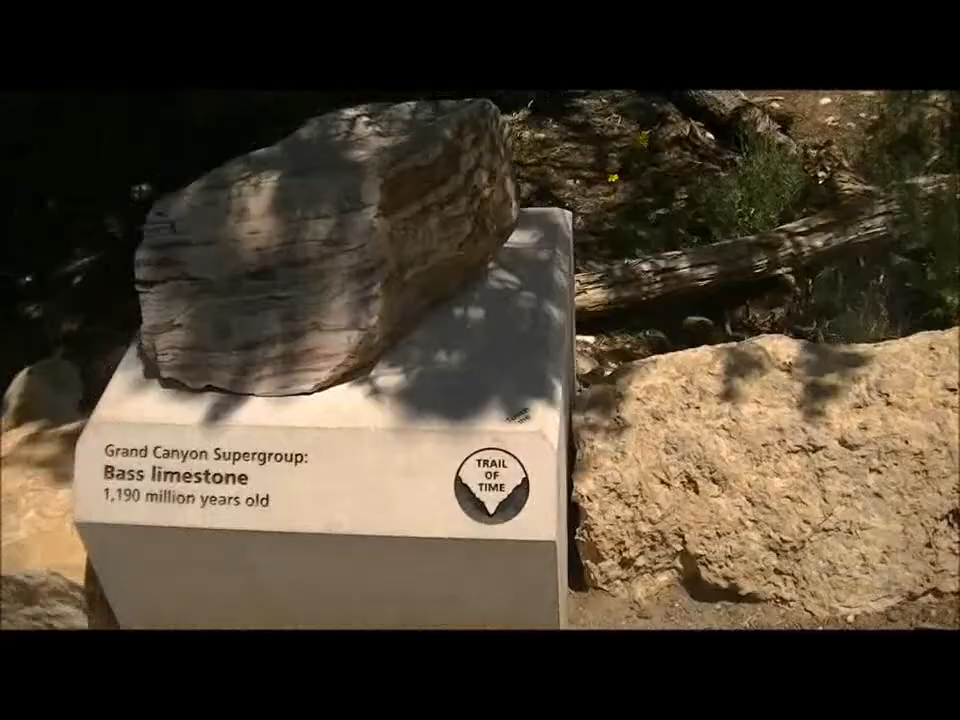 Grand Canyon Supergroup:
Bass limestone
1,190 million years old
TRAIL
OF
TIME